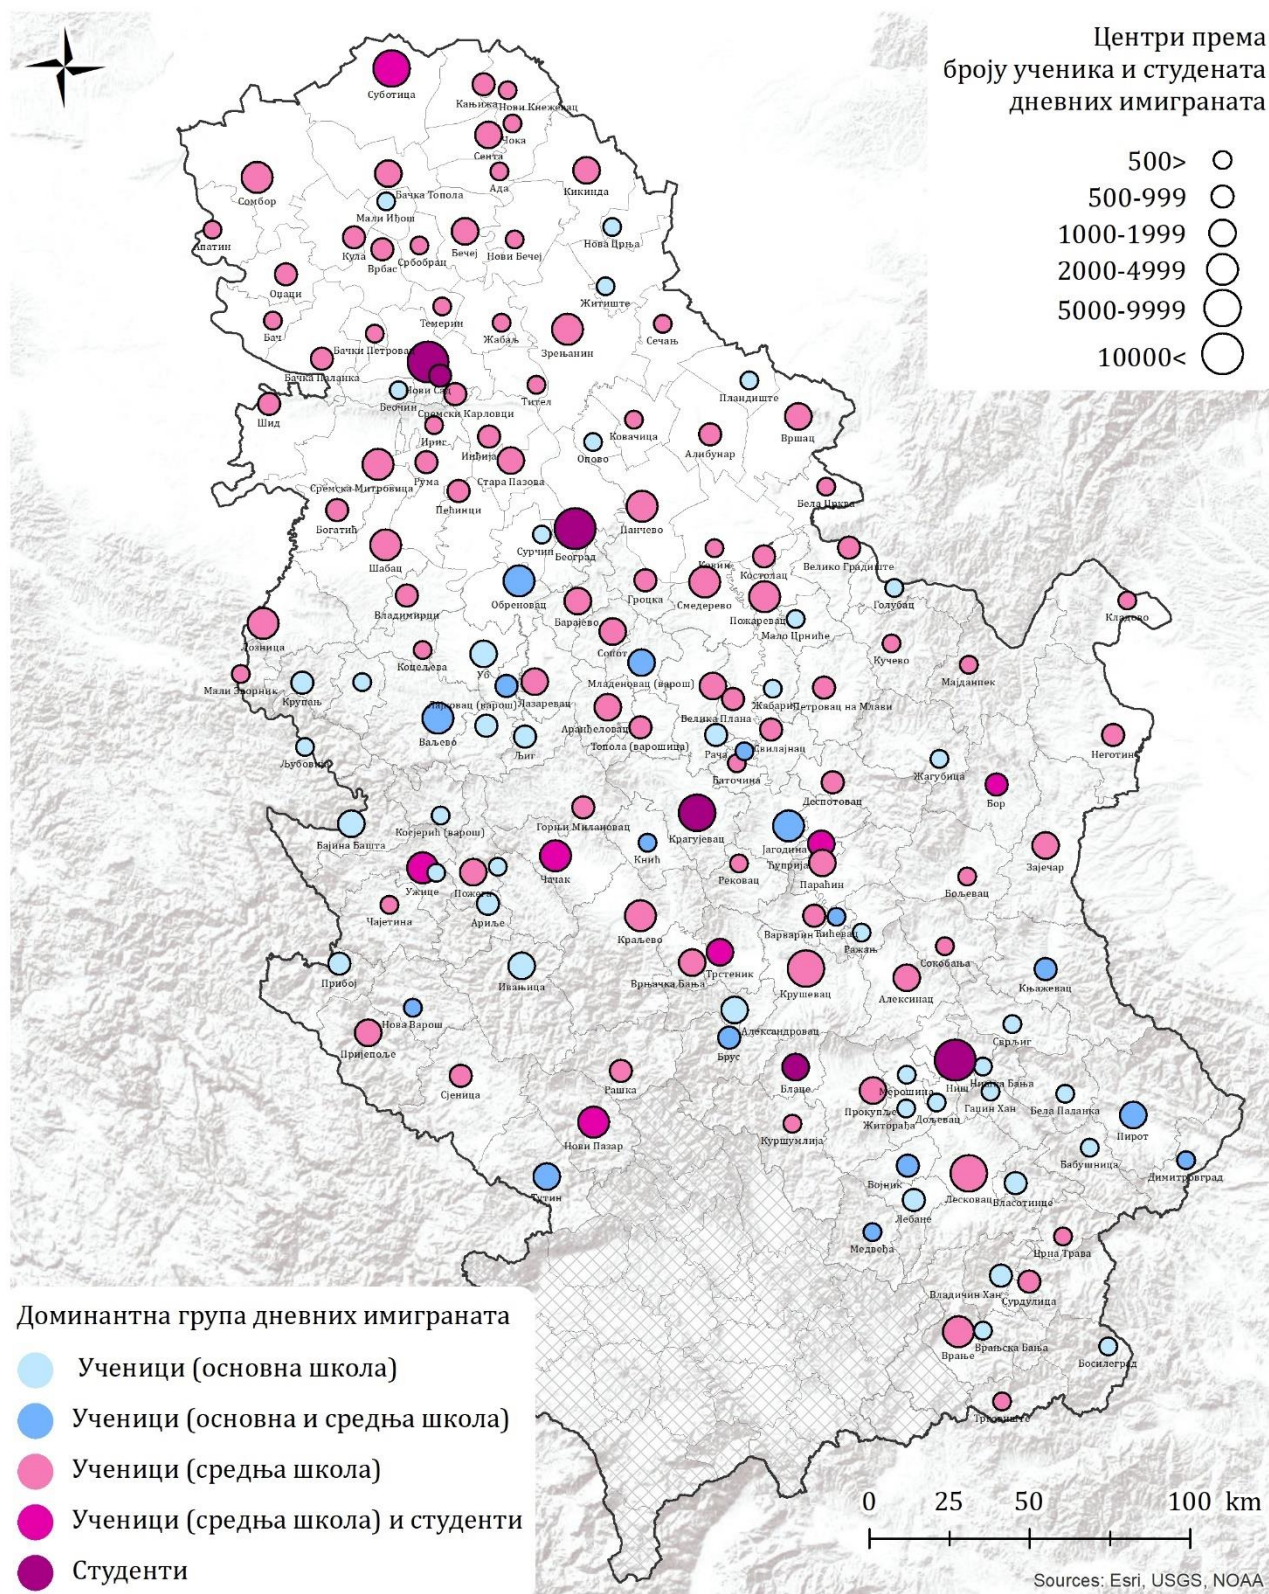 Центри према
броју ученика и студената
дневних имиграната
500>
500-999
1000-1999
2000-4999
5000-9999
10000<
Суботица
Кањижа
Нови Кнежевац
Чока
Сента
Ада
Кикинда
Сомбор
Бачка Топола
Мали Иђош
Апатин
Кула
Врбас
Србобран
Бечеј
Нови Бечеј
Нова Црња
Оџаци
Житиште
Бач
Темерин
Жабаљ
Зрењанин
Сечањ
Бачки Петровац
Бачка Паланка
Нови Сад
Беочин
Сремски Карловци
Тител
Пландиште
Шид
Ириг
Инђија
Ковачица
Опово
Алибунар
Вршац
Сремска Митровица
Рума
Стара Пазова
Пећинци
Бела Црква
Богатић
Панчево
Сурчин
Београд
Шабац
Ковин
Костолац
Велико Градиште
Владимирци
Обреновац
Барајево
Гроцка
Смедерево
Пожаревац
Мало Црниће
Голубац
Кладово
Лозница
Коцељева
Уб
Сопот
Кучево
Мајданпек
Мали Зворник
Крупањ
Лајковац (варош)
Лазаревац
Младеновац (варош)
Велика Плана
Жабари
Петровац на Млави
Ваљево
Љиг
Аранђеловац
Топола (варошица)
Рача
Свилајнац
Неготин
Љубовија
Баточина
Жагубица
Бор
Деспотовац
Бајина Башта
Косјерић (варош)
Горњи Милановац
Крагујевац
Кнић
Јагодина
Ћуприја
Параћин
Зајечар
Ужице
Пожега
Чачак
Рековац
Бољевац
Чајетина
Ариље
Краљево
Варварин
Ћићевац
Ражањ
Сокобања
Прибој
Ивањица
Врњачка Бања
Трстеник
Крушевац
Алексинац
Књажевац
Нова Варош
Пријепоље
Александровац
Брус
Сврљиг
Сјеница
Рашка
Блаце
Ниш
Нишка Бања
Мерошина
Прокупље
Житорађа
Дољевац
Гаџин Хан
Бела Паланка
Пирот
Нови Пазар
Куршумлија
Бабушница
Димитровград
Тутин
Бојник
Лесковац
Власотинце
Лебане
Медвеђа
Црна Трава
Владичин Хан
Сурдулица
Врање
Врањска Бања
Босилеград
Трговиште
Доминантна група дневних имиграната
Ученици (основна школа)
Ученици (основна и средња школа)
Ученици (средња школа)
Ученици (средња школа) и студенти
Студенти
0 25 50 100 km
Sources: Esri, USGS, NOAA